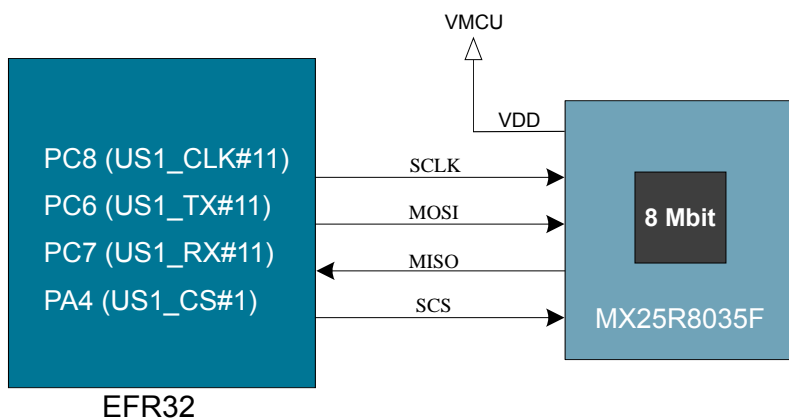 VMCU
VDD
PC8 (US1_CLK#11)
SCLK
PC6 (US1_TX#11)
MOSI
8 Mbit
PC7 (US1_RX#11)
MISO
PA4 (US1_CS#1)
SCS
MX25R8035F
EFR32